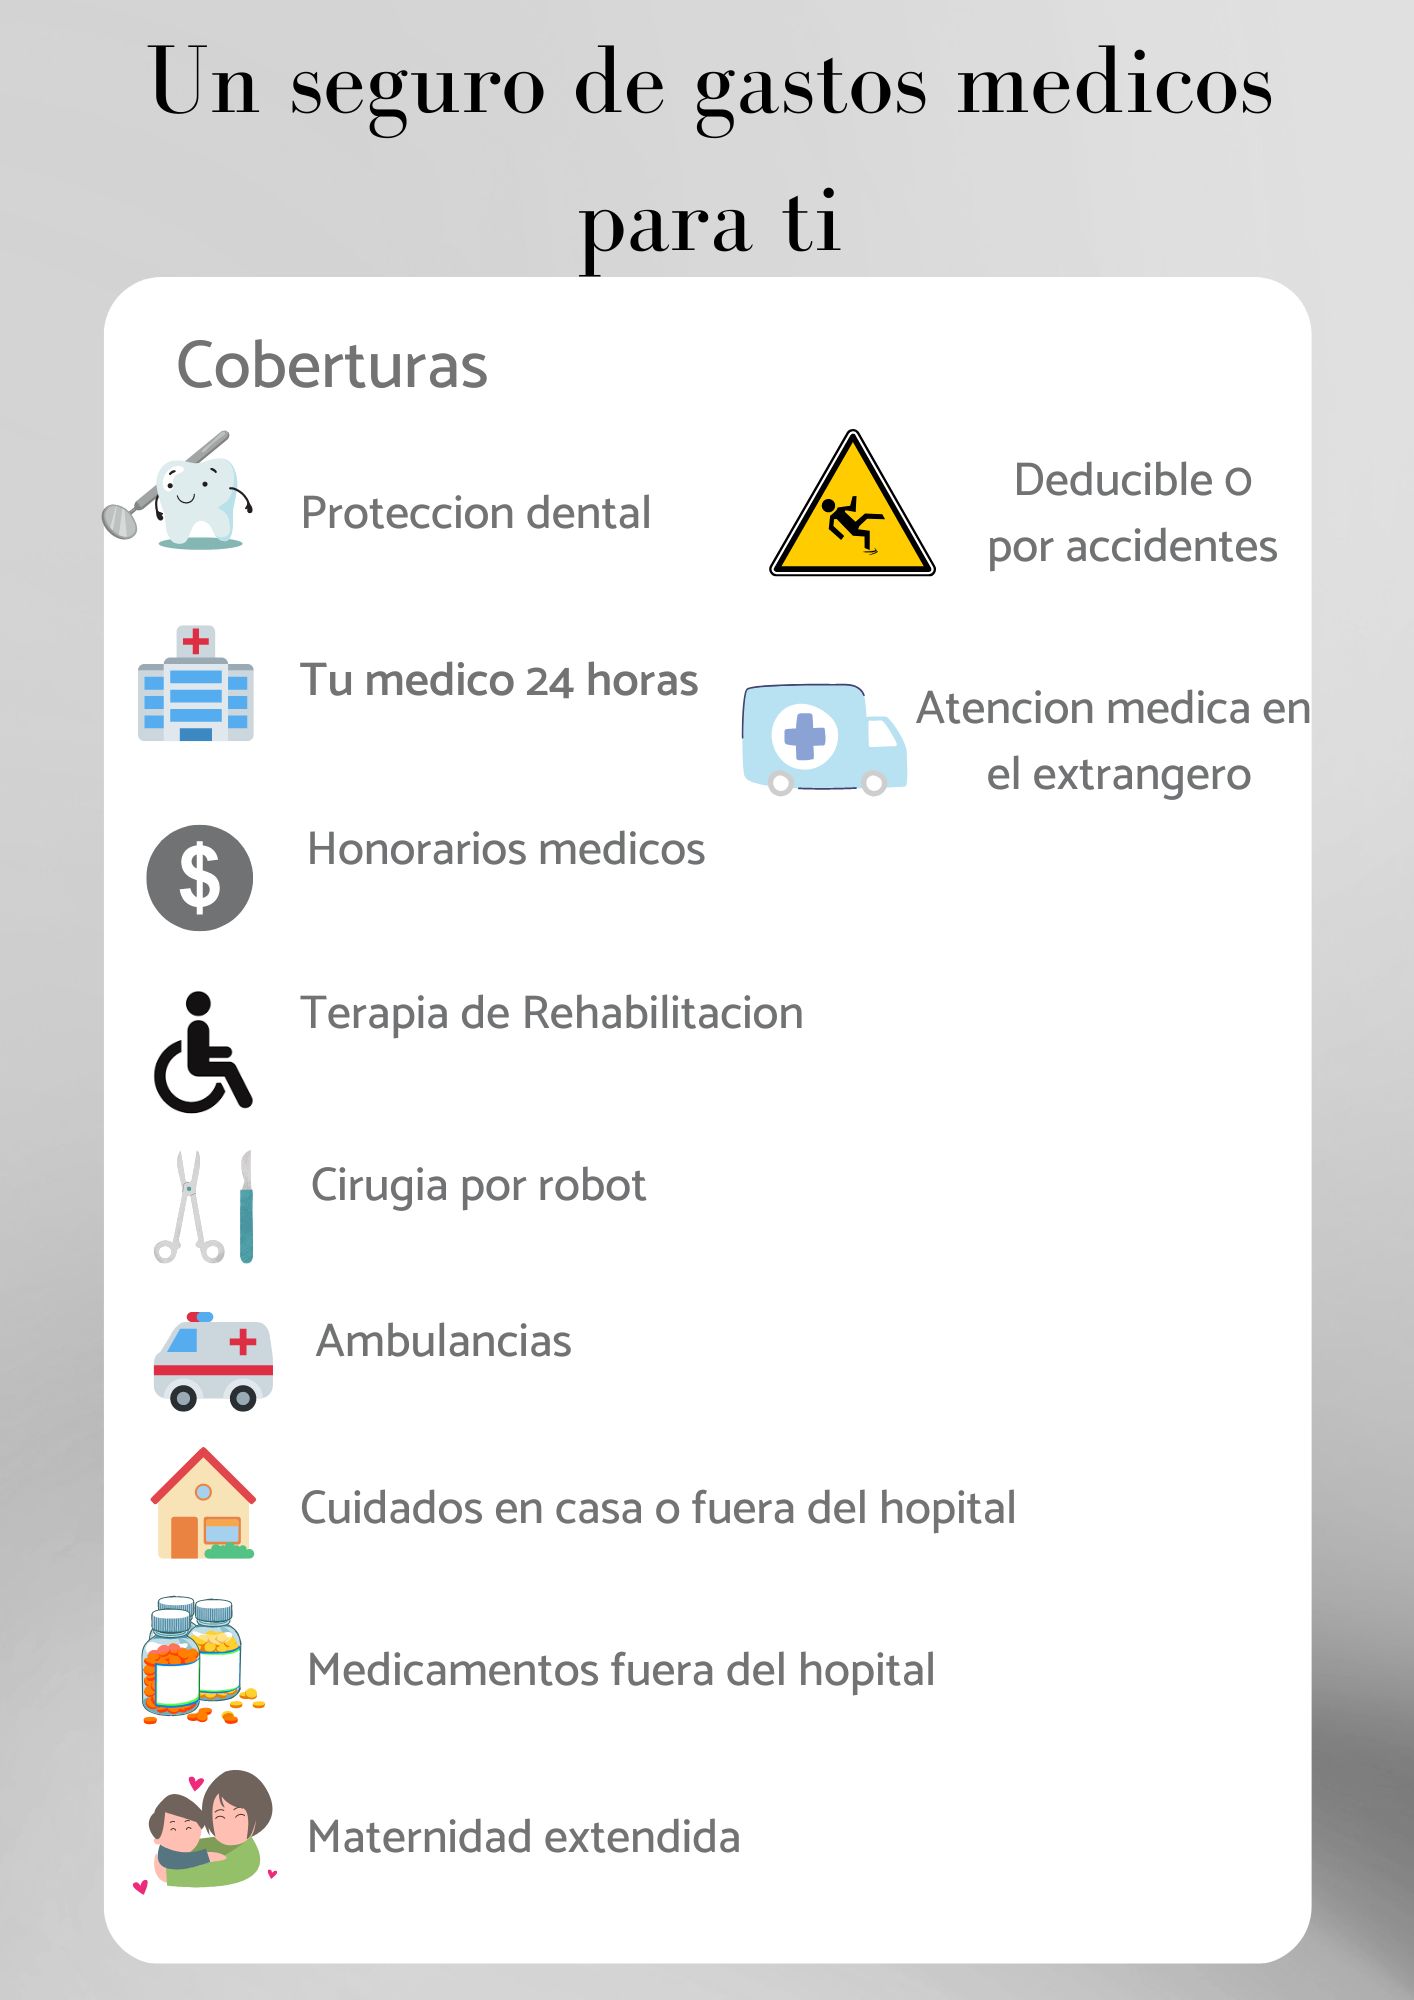 Un seguro de gastos medicos
para ti
Coberturas
Proteccion dental
Deducible 0
por accidentes
Tu medico 24 horas
Atencion medica en
el extrangero
Honorarios medicos
Terapia de Rehabilitacion
Cirugia por robot
Ambulancias
Cuidados en casa o fuera del hopital
Medicamentos fuera del hopital
Maternidad extendida